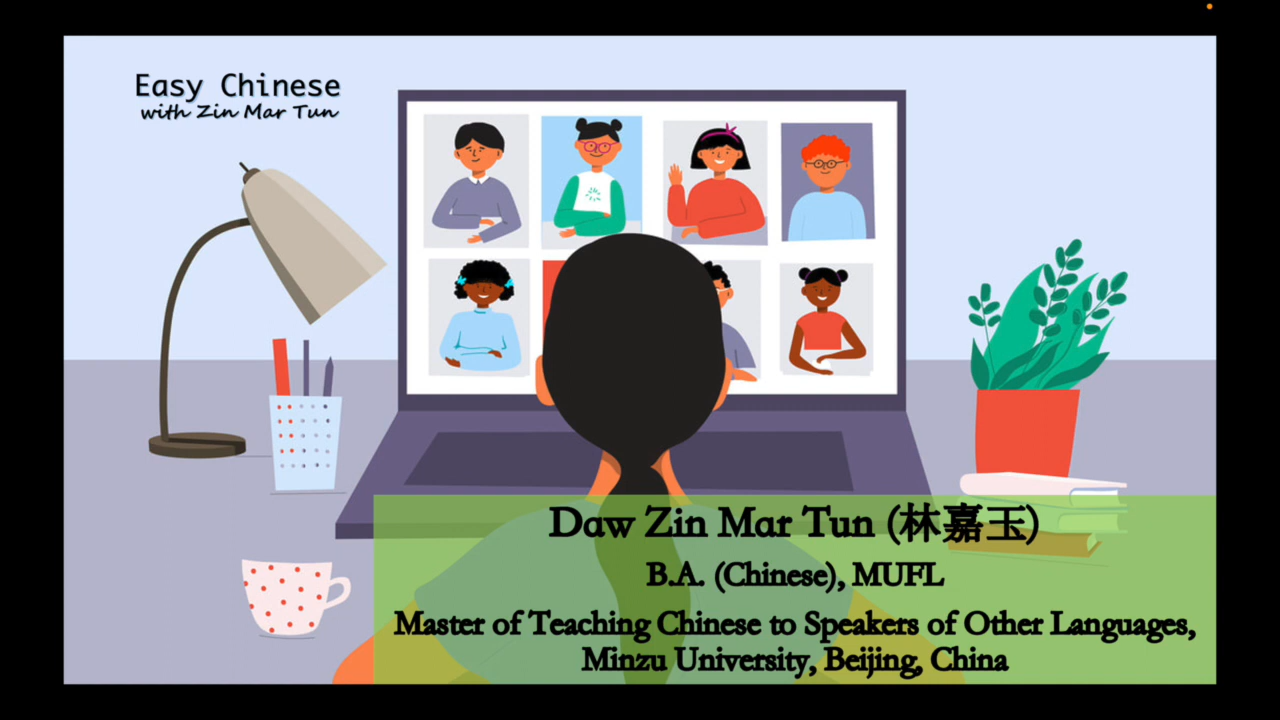 Easy Chinese
with Zin Mar Tun
Daw Zin Mar Tun (林嘉玉)
B.A. (Chinese), MUFL
Master of Teaching Chinese to Speakers of Other Languages,
Minzu University, Beijing, China